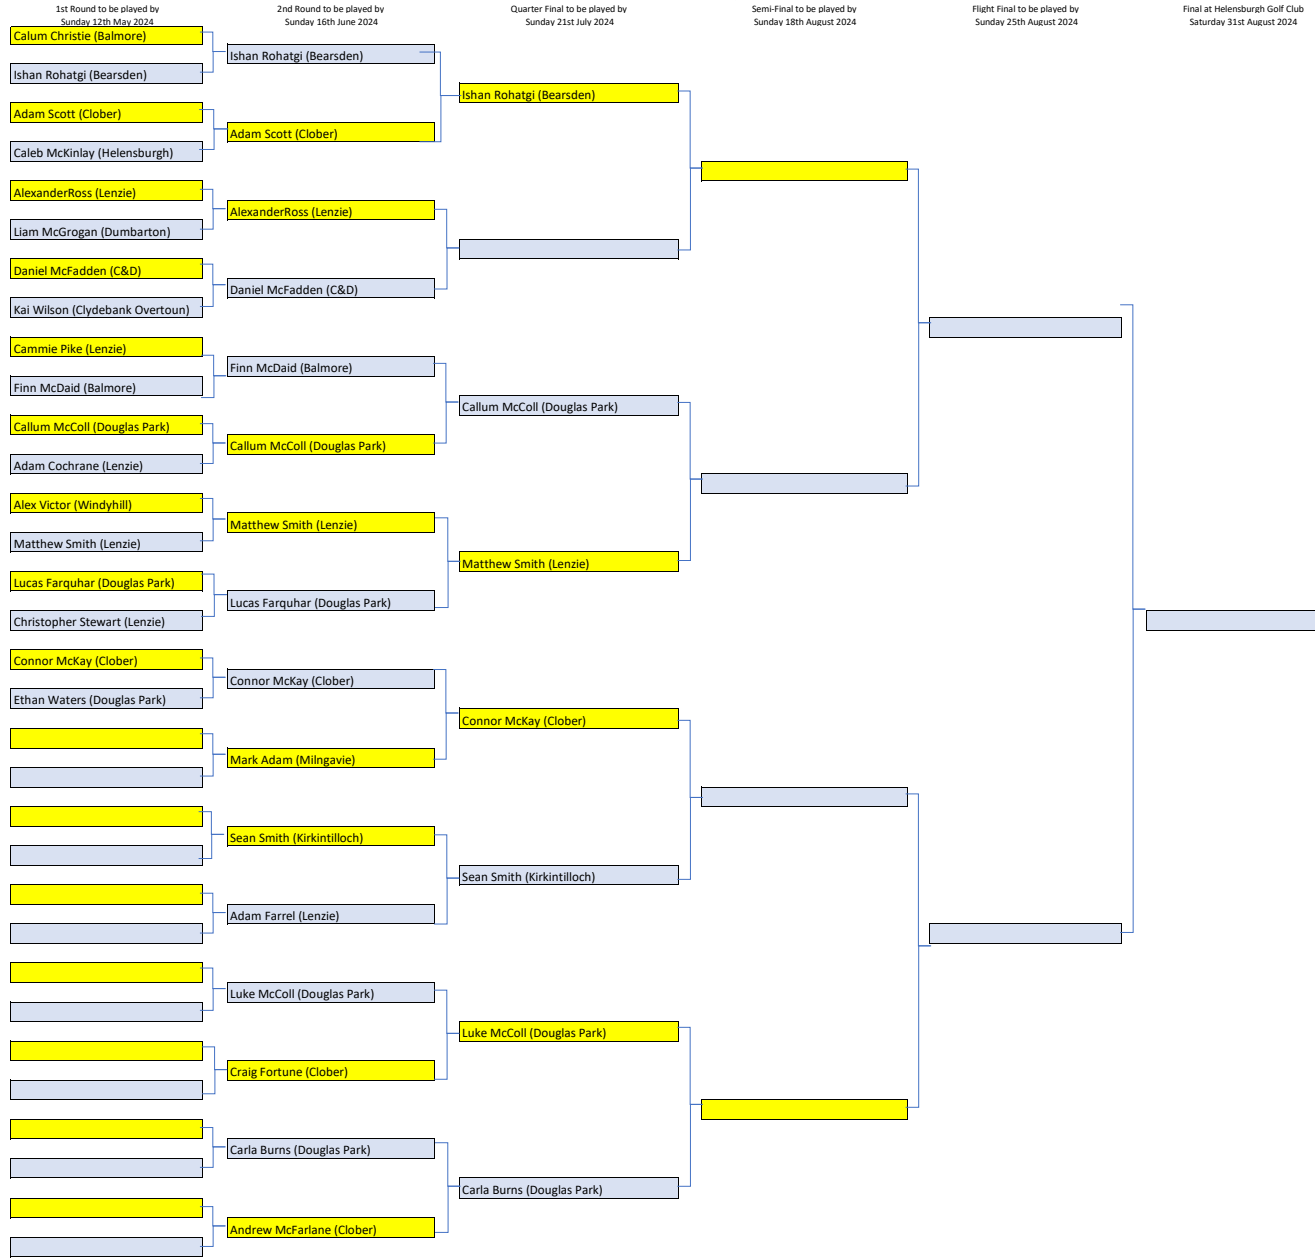 1st Round to be played by
Sunday 12th May 2024
2nd Round to be played by
Sunday 16th June 2024
Quarter Final to be played by
Sunday 21st July 2024
Semi-Final to be played by
Sunday 18th August 2024
Flight Final to be played by
Sunday 25th August 2024
Final at Helensburgh Golf Club
Saturday 31st August 2024
Calum Christie (Balmore)
Ishan Rohatgi (Bearsden)
Adam Scott (Clober)
Caleb McKinlay (Helensburgh)
AlexanderRoss (Lenzie)
Liam McGrogan (Dumbarton)
Daniel McFadden (C&D)
Kai Wilson (Clydebank Overtoun)
Cammie Pike (Lenzie)
Finn McDaid (Balmore)
Callum McColl (Douglas Park)
Adam Cochrane (Lenzie)
Alex Victor (Windyhill)
Matthew Smith (Lenzie)
Lucas Farquhar (Douglas Park)
Christopher Stewart (Lenzie)
Connor McKay (Clober)
Ethan Waters (Douglas Park)
Ishan Rohatgi (Bearsden)
Adam Scott (Clober)
AlexanderRoss (Lenzie)
Daniel McFadden (C&D)
Finn McDaid (Balmore)
Callum McColl (Douglas Park)
Matthew Smith (Lenzie)
Lucas Farquhar (Douglas Park)
Connor McKay (Clober)
Mark Adam (Milngavie)
Sean Smith (Kirkintilloch)
Adam Farrel (Lenzie)
Luke McColl (Douglas Park)
Craig Fortune (Clober)
Carla Burns (Douglas Park)
Andrew McFarlane (Clober)
Ishan Rohatgi (Bearsden)
Callum McColl (Douglas Park)
Matthew Smith (Lenzie)
Connor McKay (Clober)
Sean Smith (Kirkintilloch)
Luke McColl (Douglas Park)
Carla Burns (Douglas Park)